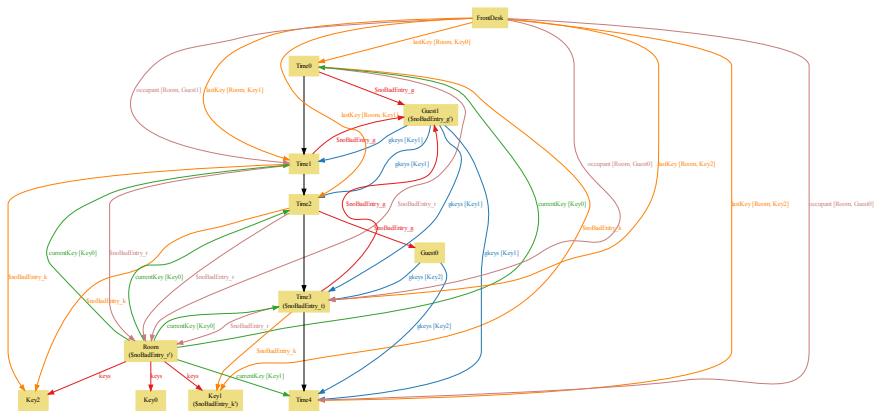 FrontDesk
lastKey [Room, Key0]
Time0
occupant [Room, Guest1]
lastKey [Room, Key1]
$noBadEntry_g
Guest1
($noBadEntry_g')
lastKey [Room, Key1]
$noBadEntry_g
gkeys [Key1]
Time1
gkeys [Key1]
occupant [Room, Guest0]
lastKey [Room, Key2]
$noBadEntry_r
Time2
$noBadEntry_g
gkeys [Key1]
currentKey [Key0]
lastKey [Room, Key2]
occupant [Room, Guest0]
$noBadEntry_g
$noBadEntry_k
currentKey [Key0]
$noBadEntry_r
Guest0
gkeys [Key1]
$noBadEntry_k
$noBadEntry_k
currentKey [Key0]
$noBadEntry_r
gkeys [Key2]
Time3
($noBadEntry_t)
currentKey [Key0]
$noBadEntry_r
gkeys [Key2]
Room
($noBadEntry_r')
$noBadEntry_k
keys
keys
keys
currentKey [Key1]
Key2
Key0
Key1
($noBadEntry_k')
Time4